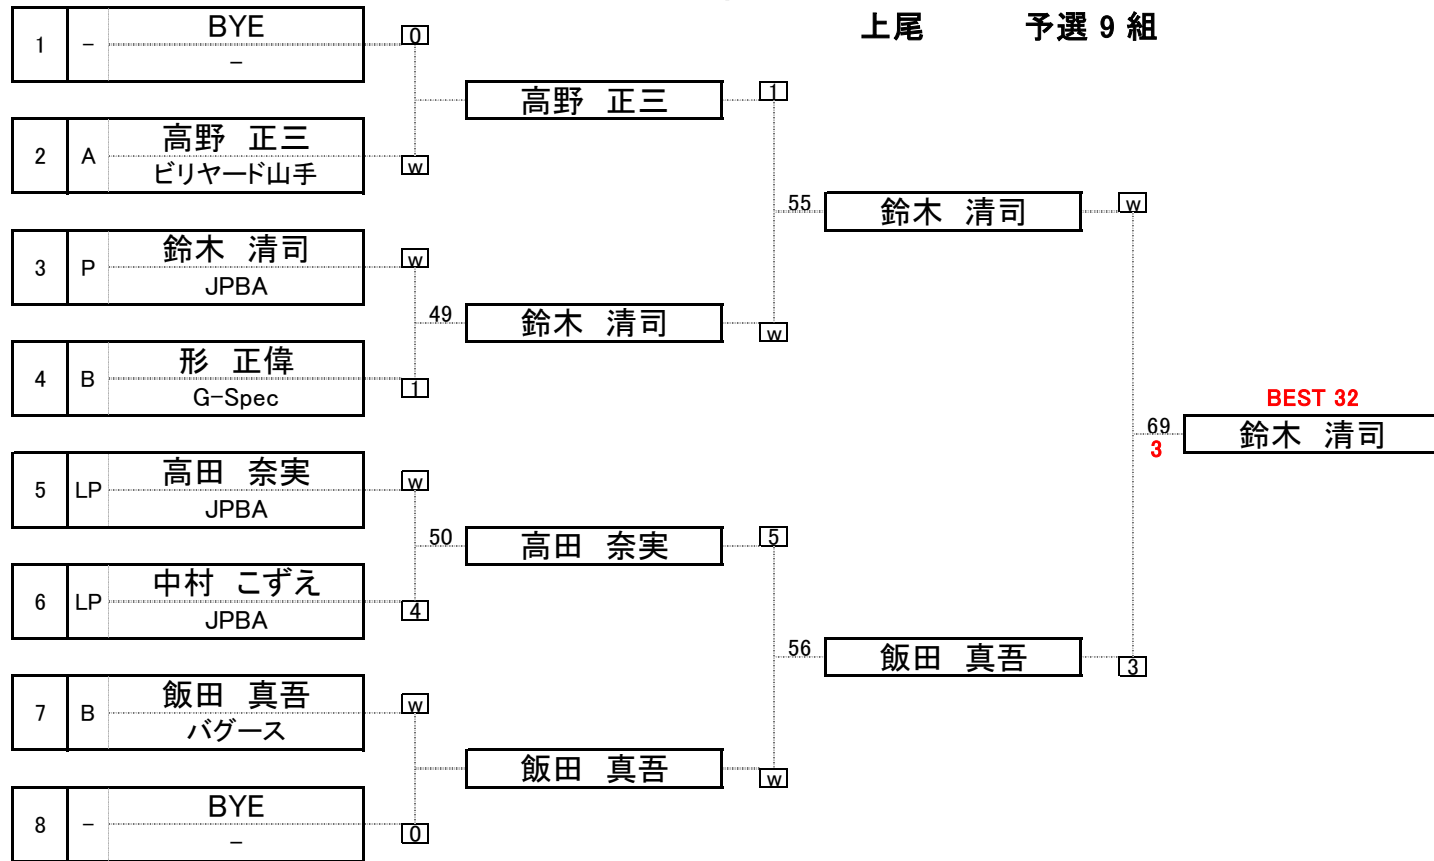 上尾 予選 9 組
1 - BYE
-
0
高野 正三
1
2 A 高野 正三
ビリヤード山手
w
55 鈴木 清司
w
3 P 鈴木 清司
JPBA
w
49 鈴木 清司
w
4 B 形 正偉
G-Spec
1
BEST 32
69 鈴木 清司
3
5 LP 高田 奈実
JPBA
w
50 高田 奈実
5
6 LP 中村 こずえ
JPBA
4
56 飯田 真吾
3
7 B 飯田 真吾
バグース
w
飯田 真吾
w
8 - BYE
-
0